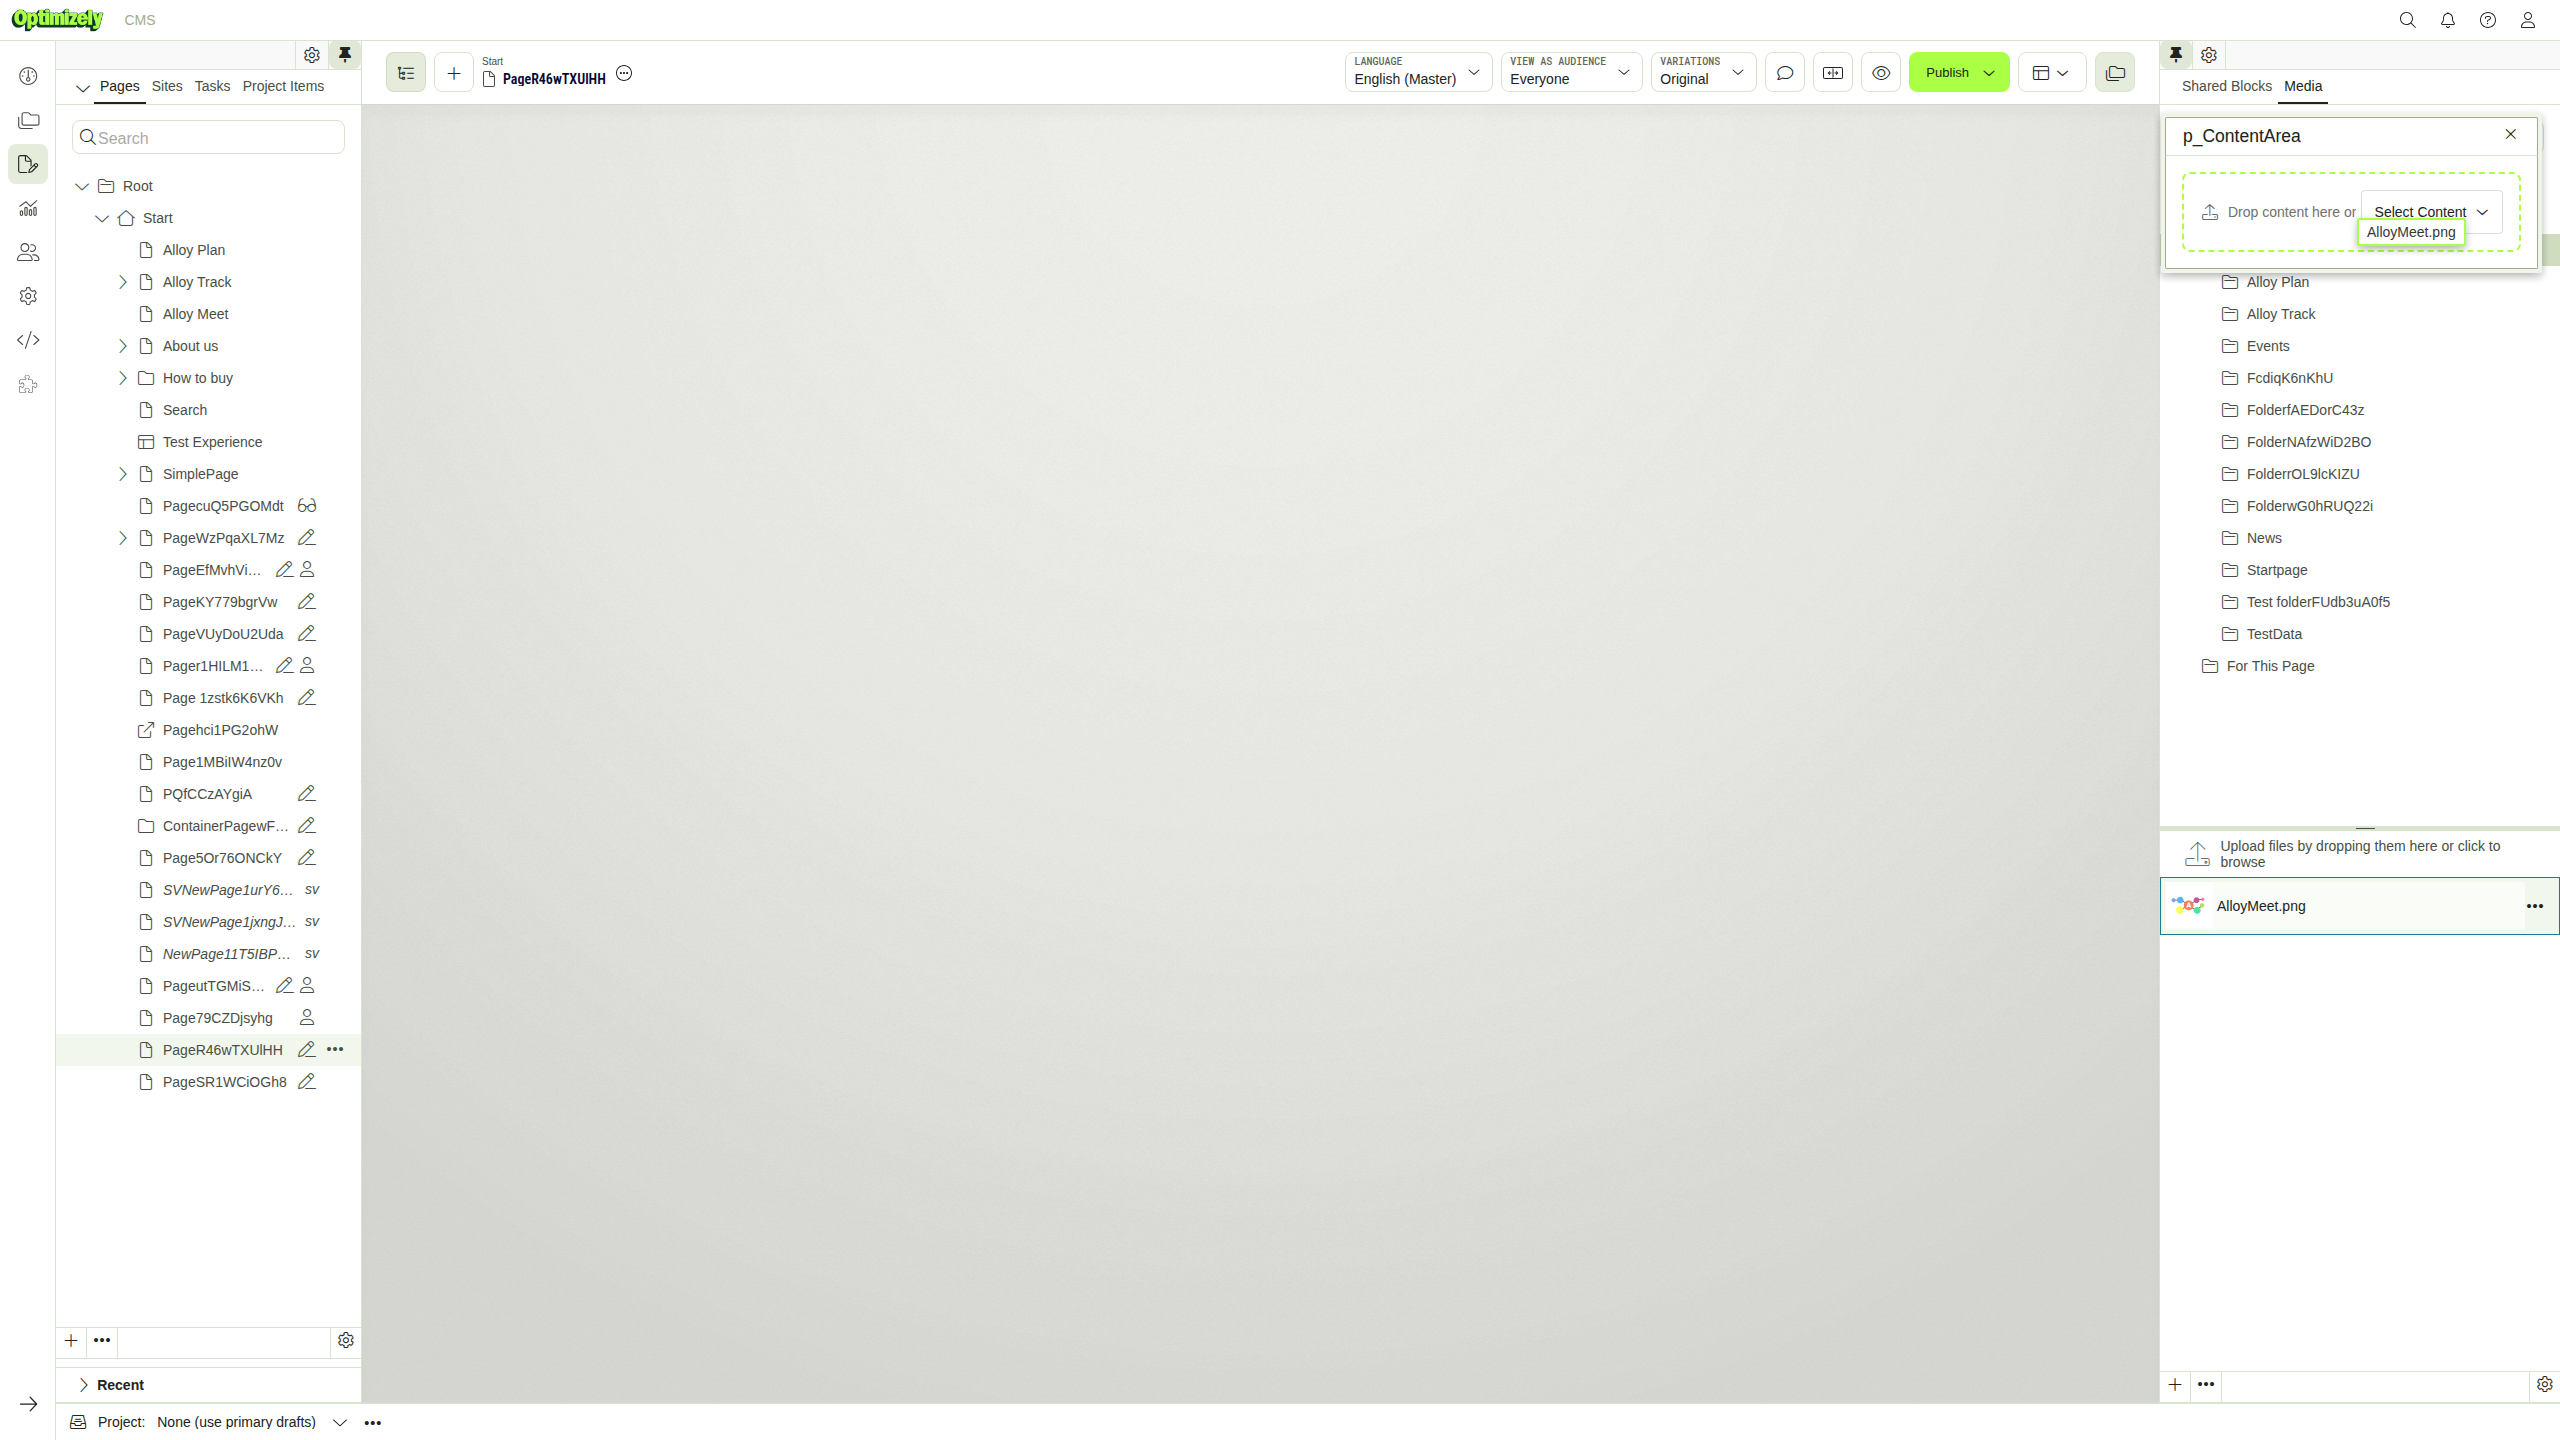 Optimizely CMS
Pages Sites Tasks Project Items
Search
Root
Start
Alloy Plan
Alloy Track
Alloy Meet
About us
How to buy
Search
Test Experience
SimplePage
PagecuQ5PGOMdt
PageWzPqaXL7Mz
PageEfMvhVi...
PageKY779bgrVw
PageVUyDoU2Uda
Pager1HILM1...
Page 1zstk6K6VKh
Pagehci1PG2ohW
Page1MBiIW4nz0v
PQfCCzAYgiA
ContainerPagewF...
Page5Or76ONCkY
SVNewPage1urY6... sv
SVNewPage1jxngJ... sv
NewPage11T5IBP... sv
PageutTGMiS...
Page79CZDjsyhg
PageR46wTXUlHH
PageSR1WCiOGh8
Recent
Project: None (use primary drafts)
Start
PageR46wTXUlHH
LANGUAGE
English (Master)
VIEW AS AUDIENCE
Everyone
VARIATIONS
Original
Publish
Shared Blocks Media
p_ContentArea
Drop content here or Select Content
AlloyMeet.png
Alloy Plan
Alloy Track
Events
FcdiqK6nKhU
FolderfAEDorC43z
FolderNAfzWiD2BO
FolderrOL9lcKIZU
FolderwG0hRUQ22i
News
Startpage
Test folderFUdb3uA0f5
TestData
For This Page
Upload files by dropping them here or click to
browse
AlloyMeet.png